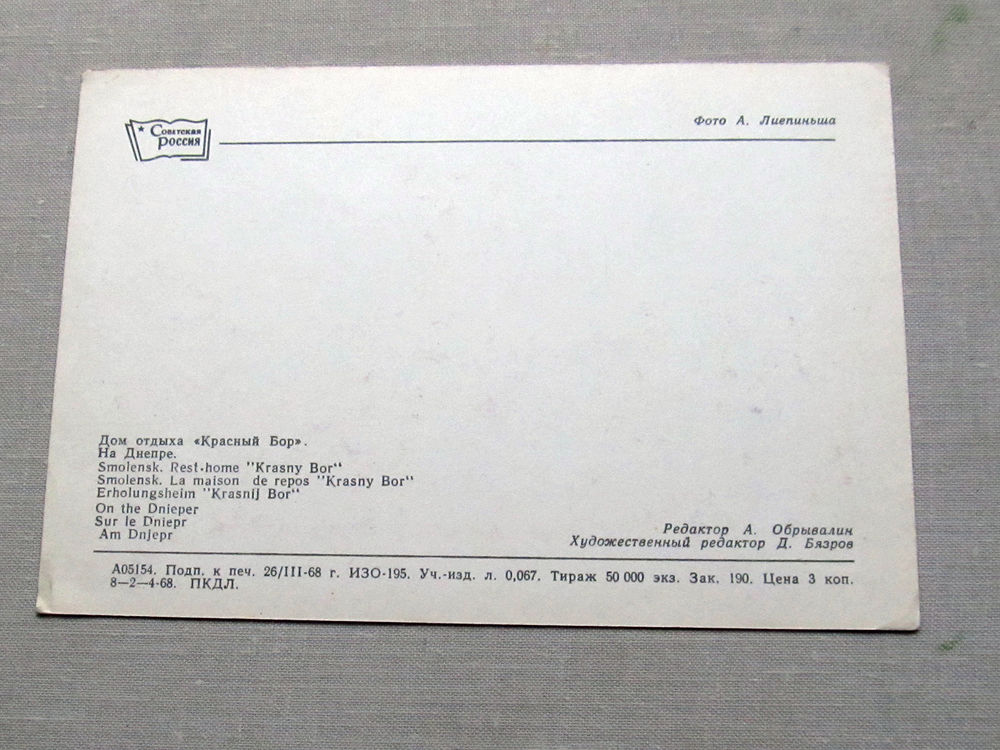 Советская
Россия
Фото А. Лиепиньша
Дом отдыха «Красный Бор».
На Днепре.
Smolensk. Rest-home "Krasny Bor“
Smolensk. La maison de repos "Krasny Bor“
Erholungsheim "Krasnij Bor“
On the Dnieper
Sur le Dniepr
Am Dnjepr
Редактор А. Обрывалин
Художественный редактор Д. Бязров
А05154. Подп. к печ. 26/III-68 г. ИЗО-195. Уч.-изд. л. 0,067. Тираж 50 000 экз. Зак. 190. Цена 3 коп.
8—2—4-68. ПКДЛ.